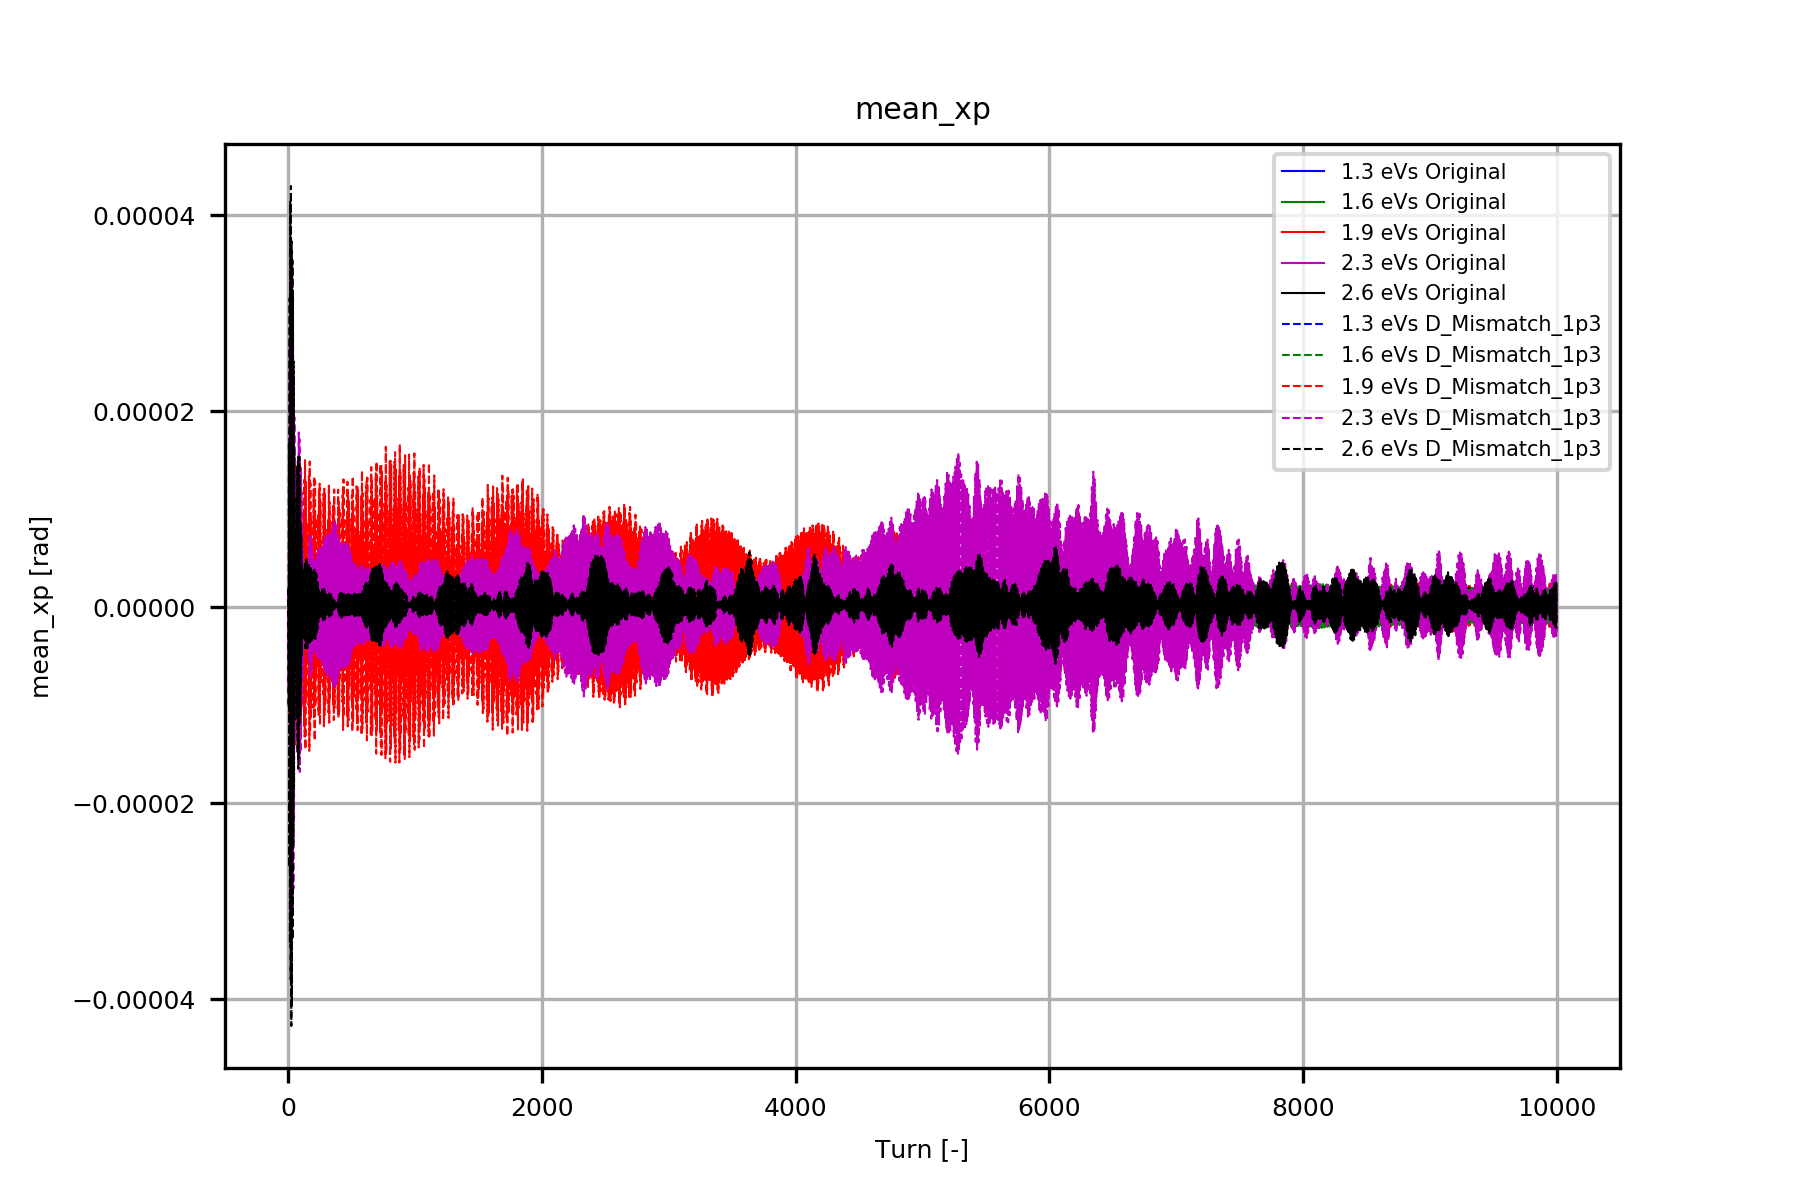 mean_xp
1.3 eVs Original
1.6 eVs Original
1.9 eVs Original
2.3 eVs Original
2.6 eVs Original
1.3 eVs D_Mismatch_1p3
1.6 eVs D_Mismatch_1p3
1.9 eVs D_Mismatch_1p3
2.3 eVs D_Mismatch_1p3
2.6 eVs D_Mismatch_1p3
mean_xp [rad]
0.00004
0.00002
0.00000
−0.00002
−0.00004
0 2000 4000 6000 8000 10000
Turn [-]